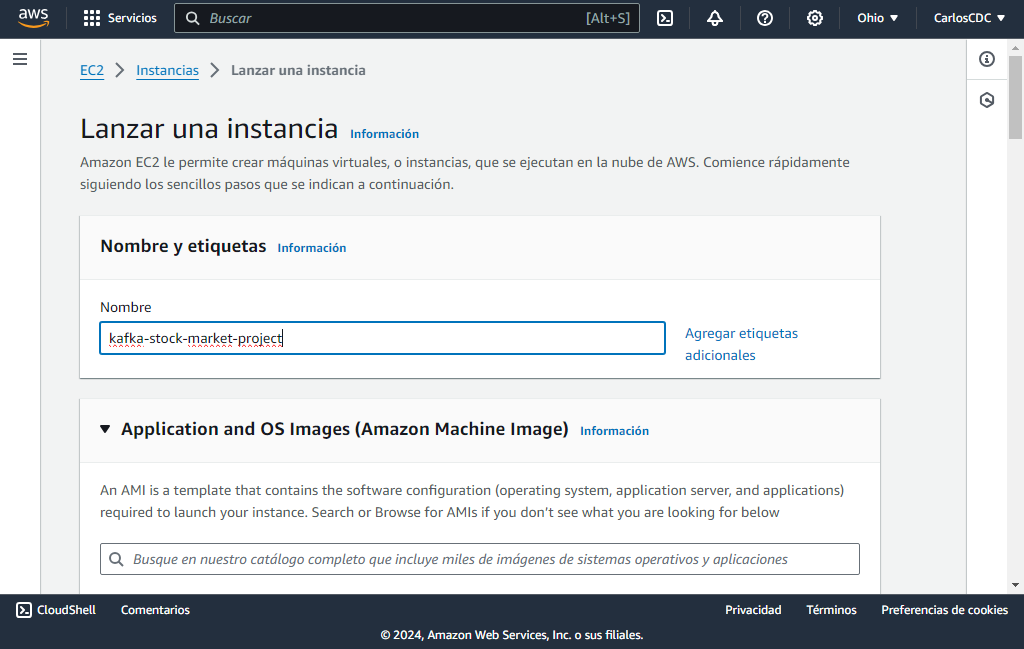 aws Servicios Buscar [Alt+S] Ohio CarlosCDC
EC2 Instancias Lanzar una instancia
Lanzar una instancia Información
Amazon EC2 le permite crear máquinas virtuales, o instancias, que se ejecutan en la nube de AWS. Comience rápidamente
siguiendo los sencillos pasos que se indican a continuación.
Nombre y etiquetas Información
Nombre
kafka-stock-market-project
Agregar etiquetas
adicionales
Application and OS Images (Amazon Machine Image) Información
An AMI is a template that contains the software configuration (operating system, application server, and applications)
required to launch your instance. Search or Browse for AMIs if you don't see what you are looking for below
Busque en nuestro catálogo completo que incluye miles de imágenes de sistemas operativos y aplicaciones
CloudShell Comentarios Privacidad Términos Preferencias de cookies
© 2024, Amazon Web Services, Inc. o sus filiales.